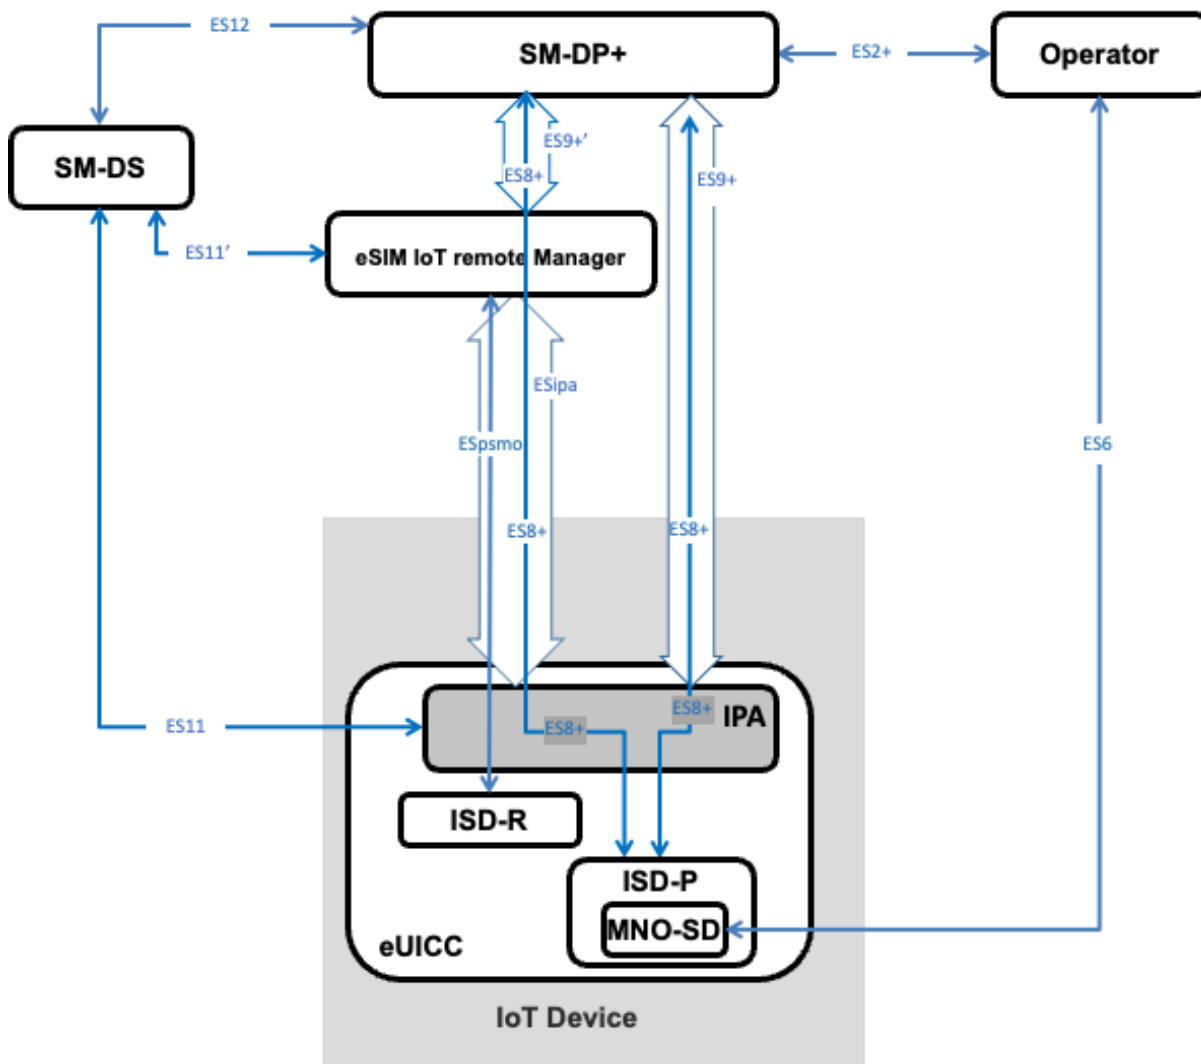 ES12
SM-DP+
ES2+
Operator
SM-DS
ES9+’
ES8+
ES9+
ES11’
eSIM IoT remote Manager
ESipa
ESpsmo
ES6
ES8+
ES8+
ES8+
IPA
ES11
ES8+
ISD-R
ISD-P
MNO-SD
eUICC
IoT Device